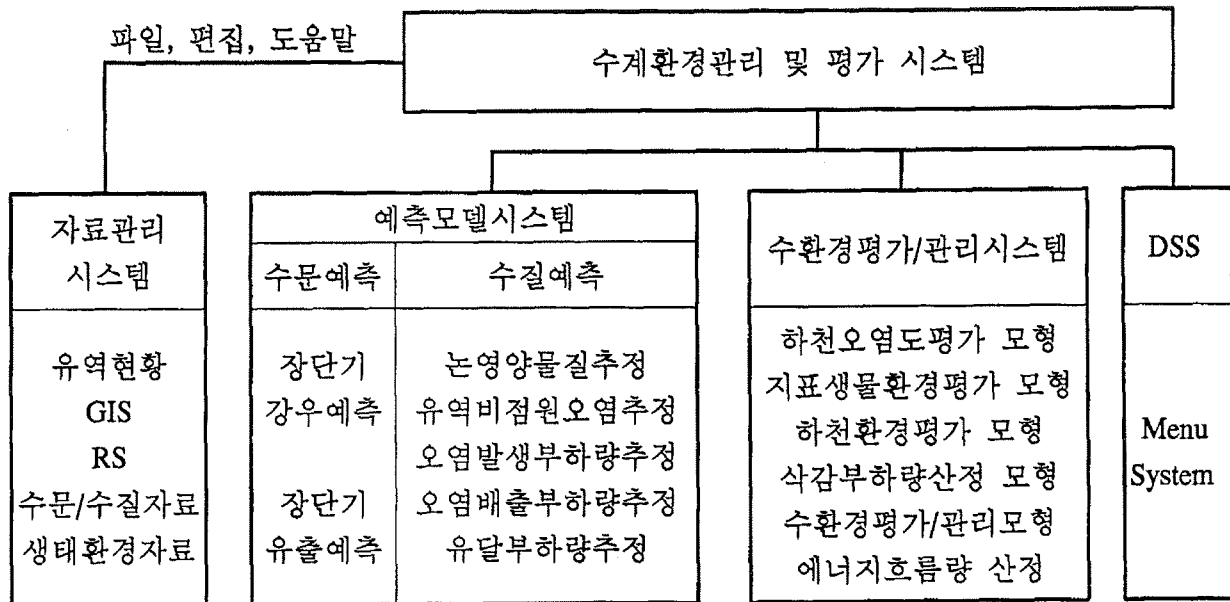 파일, 편집, 도움말
수계환경관리 및 평가 시스템
자료관리
시스템
유역현황
GIS
RS
수문/수질자료
생태환경자료
예측모델시스템
수문예측
장단기
강우예측
장단기
유출예측
수질예측
논영양물질추정
유역비점원오염추정
오염발생부하량추정
오염배출부하량추정
유달부하량추정
수환경평가/관리시스템
하천오염도평가 모형
지표생물환경평가 모형
하천환경평가 모형
삭감부하량산정 모형
수환경평가/관리모형
에너지흐름량 산정
DSS
Menu
System